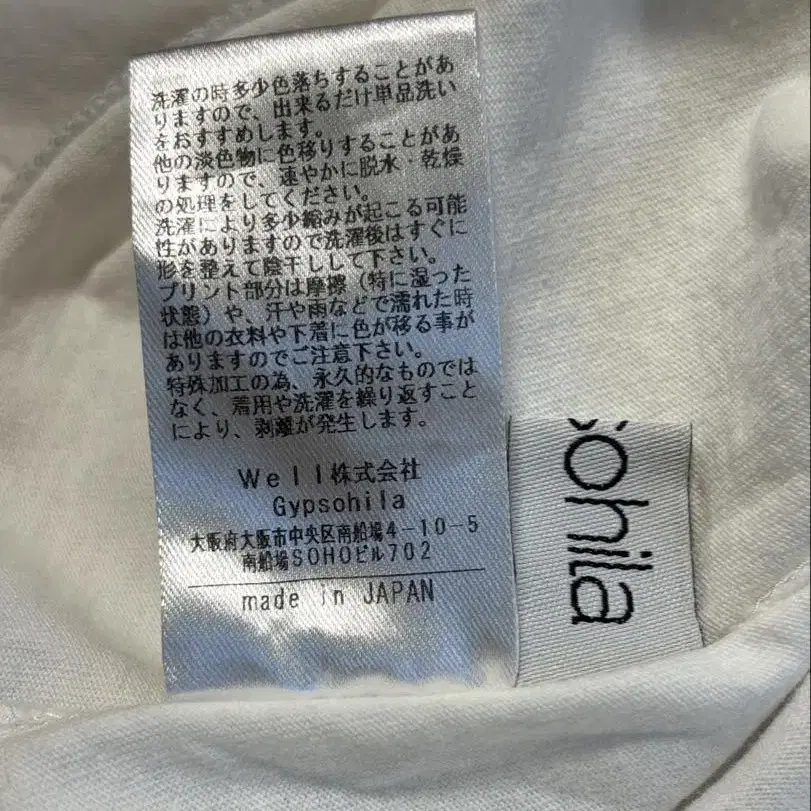 洗濯の時多少色落ちすることがあ
りますので、出来るだけ単品洗い
をおすすめします。
他の淡色物に色移りすることがあ
りますので、速やかに脱水・乾燥
の処理をしてください。
洗濯により多少縮みが起こる可能
性がありますので洗濯後はすぐに
形を整えて陰干しして下さい。
プリント部分は摩擦（特に湿った
状態）や、汗や雨などで濡れた時
は他の衣料や下着に色が移る事が
ありますのでご注意下さい。
特殊加工の為、永久的なものでは
なく、着用や洗濯を繰り返すこと
により、剥離が発生します。
Well株式会社
Gypsohila
大阪府大阪市中央区南船場4-10-5
南船場SOHOビル702
made in JAPAN
sohila